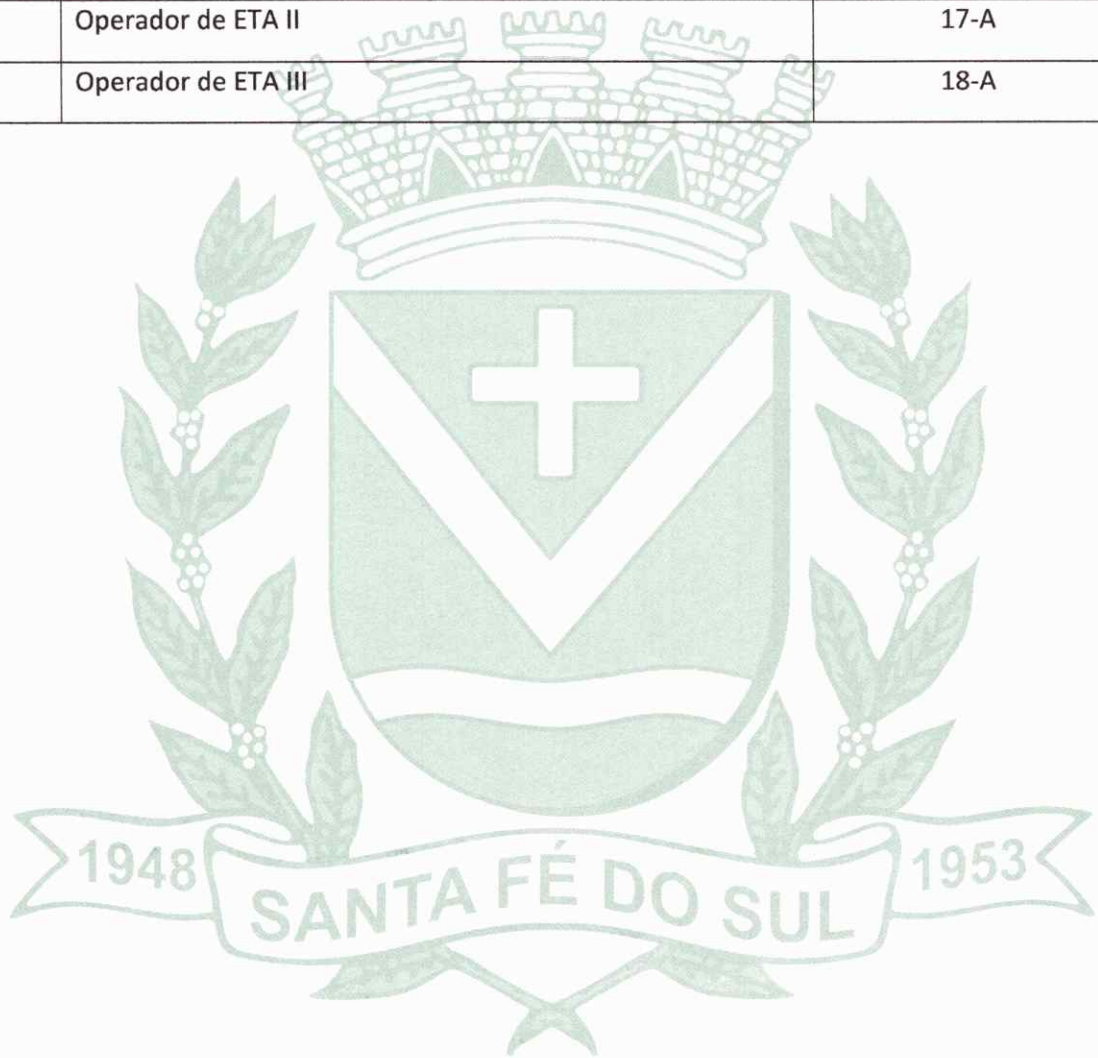 Operador de ETA II 17-A
Operador de ETA III 18-A
1948 SANTA FÉ DO SUL 1953